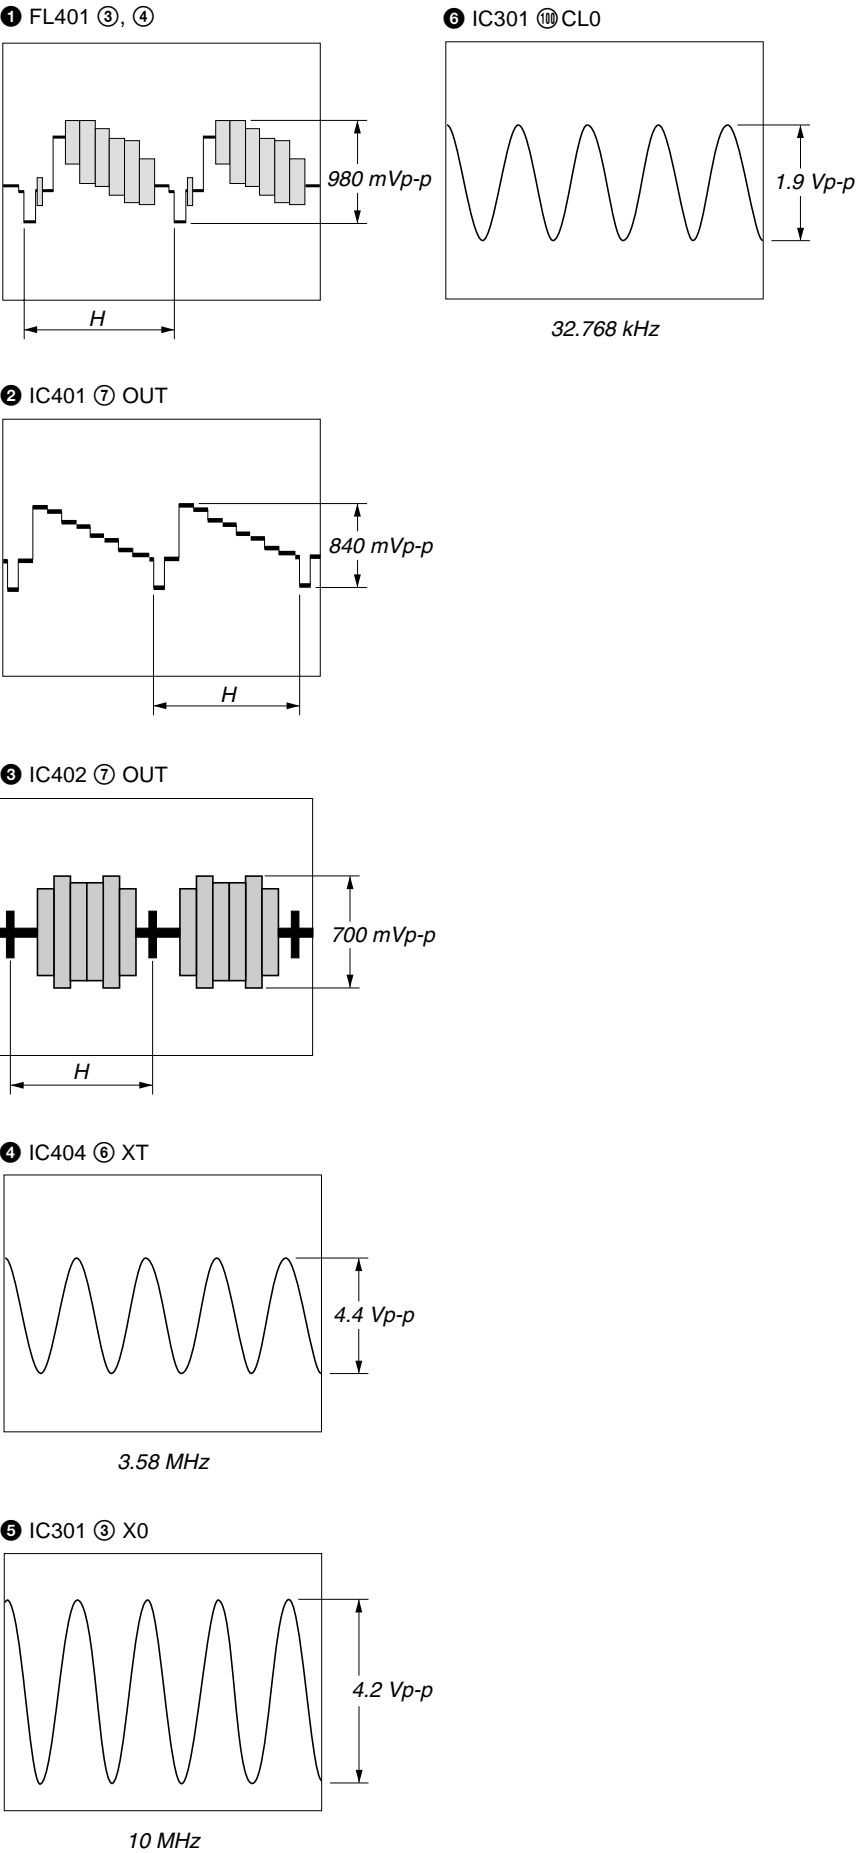 ❶ FL401 ③, ④
980 mVp-p
H
❷ IC401 ⑦ OUT
840 mVp-p
H
❸ IC402 ⑦ OUT
700 mVp-p
H
❹ IC404 ⑥ XT
4.4 Vp-p
3.58 MHz
❺ IC301 ③ X0
4.2 Vp-p
10 MHz
❻ IC301 (100) CL0
1.9 Vp-p
32.768 kHz